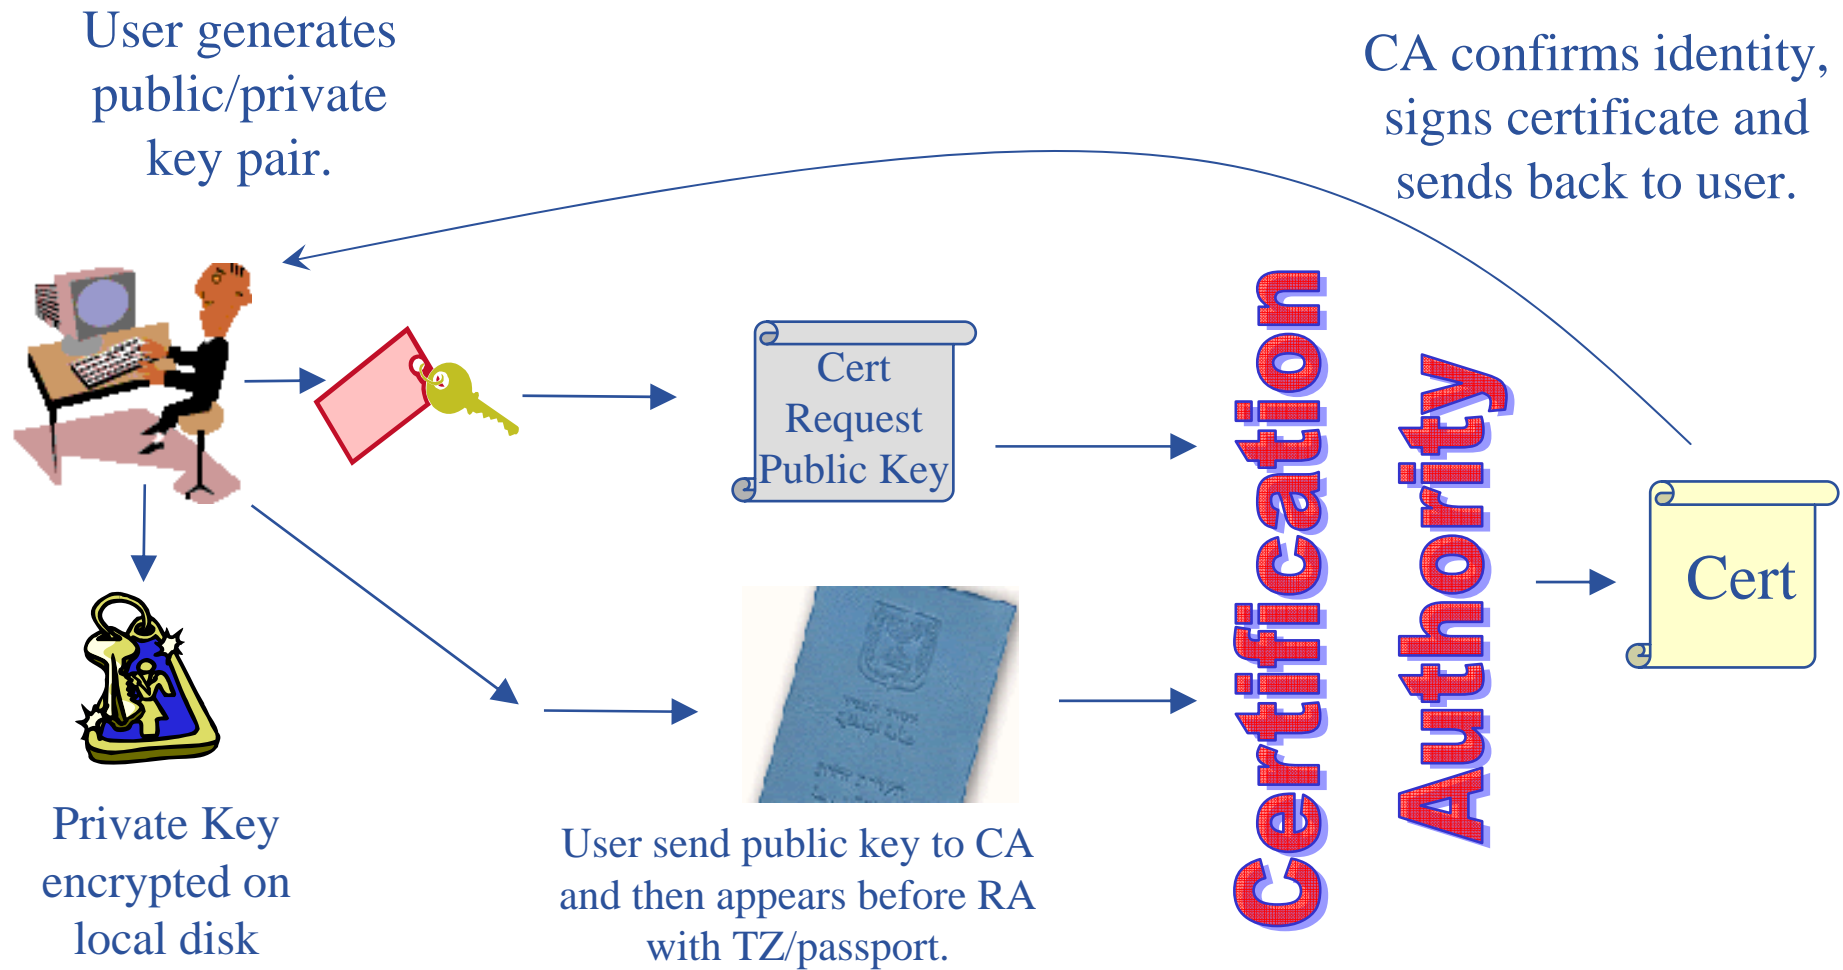 User generates
public/private
key pair.
CA confirms identity,
signs certificate and
sends back to user.
Cert
Request
Public Key
Certification
Authority
Cert
Private Key
encrypted on
local disk
User send public key to CA
and then appears before RA
with TZ/passport.